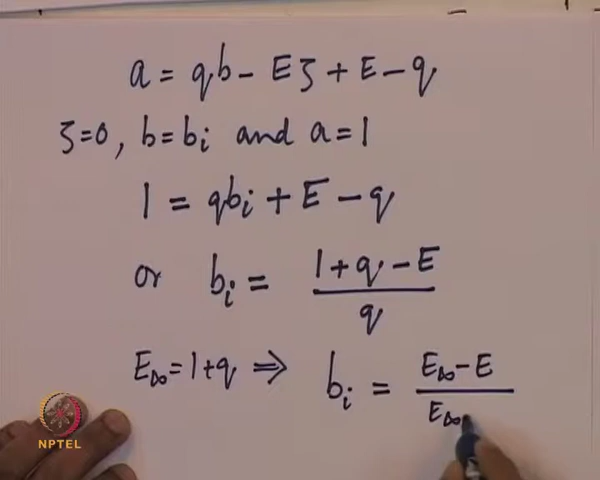 a = qb - Eζ + E - q
ζ=0, b=bᵢ and a=1
1 = qbᵢ + E - q
or bᵢ = (1+q-E)/q
E∞=1+q ⇒ bᵢ = (E∞-E)/E∞
NPTEL